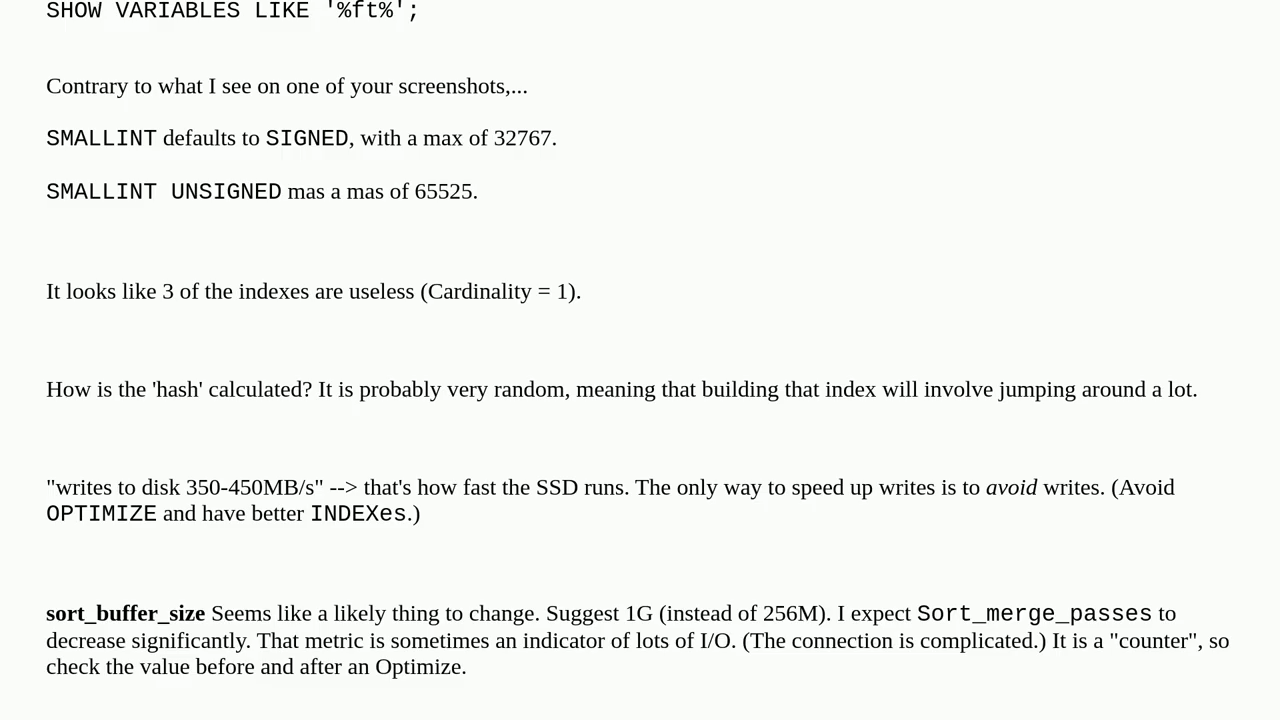 SHOW VARIABLES LIKE '%ft%';
Contrary to what I see on one of your screenshots,...
SMALLINT defaults to SIGNED, with a max of 32767.
SMALLINT UNSIGNED mas a mas of 65525.
It looks like 3 of the indexes are useless (Cardinality = 1).
How is the 'hash' calculated? It is probably very random, meaning that building that index will involve jumping around a lot.
"writes to disk 350-450MB/s" --> that's how fast the SSD runs. The only way to speed up writes is to avoid writes. (Avoid
OPTIMIZE and have better INDEXes.)
sort_buffer_size Seems like a likely thing to change. Suggest 1G (instead of 256M). I expect Sort_merge_passes to
decrease significantly. That metric is sometimes an indicator of lots of I/O. (The connection is complicated.) It is a "counter", so
check the value before and after an Optimize.